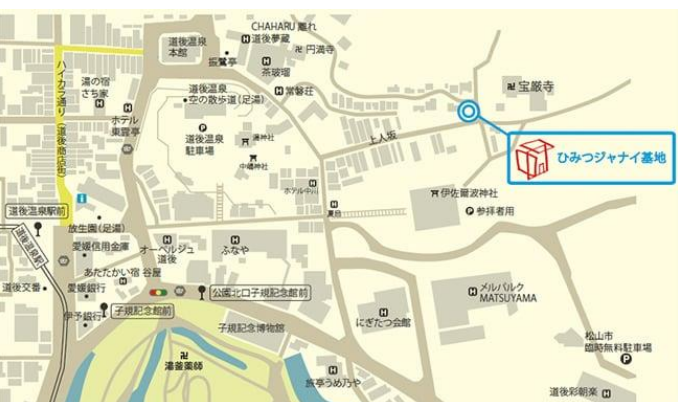 CHAHARU 離れ
道後夢蔵
道後温泉
本館
振鷺亭
円満寺
茶玻瑠
ハイカラ通り(道後商店街)
湯の宿
さち家
道後温泉
空の散歩道(足湯)
常磐荘
宝厳寺
ホテル
東雲亭
P
道後温泉
駐車場
湯神社
中嶋神社
上人坂
ひみつジャナイ基地
ホテル中川
伊佐爾波神社
P 参拝者用
道後温泉駅前
道後温泉駅
放生園(足湯)
愛媛信用金庫
オーベルジュ
道後
ふなや
あたたかい宿 谷屋
道後交番
愛媛銀行
公園北口子規記念館前
メルパルク
MATSUYAMA
伊予銀行
子規記念館前
子規記念博物館
にぎたつ会館
松山市
臨時無料駐車場
P
湯釜薬師
旅亭うめ乃や
道後彩朝楽